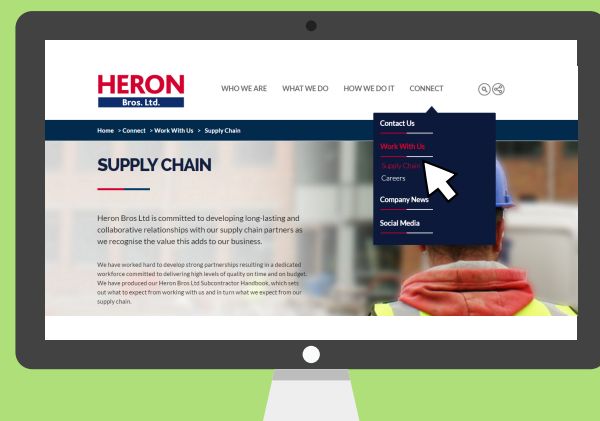 HERON
Bros. Ltd.
WHO WE ARE WHAT WE DO HOW WE DO IT CONNECT
Home > Connect > Work With Us > Supply Chain
Contact Us
Work With Us
Supply Chain
Careers
Company News
Social Media
SUPPLY CHAIN
Heron Bros Ltd is committed to developing long-lasting and
collaborative relationships with our supply chain partners as
we recognise the value this adds to our business.
We have worked hard to develop strong partnerships resulting in a dedicated
workforce committed to delivering high levels of quality on time and on budget.
We have produced our Heron Bros Ltd Subcontractor Handbook, which sets
out what to expect from working with us and in turn what we expect from our
supply chain.